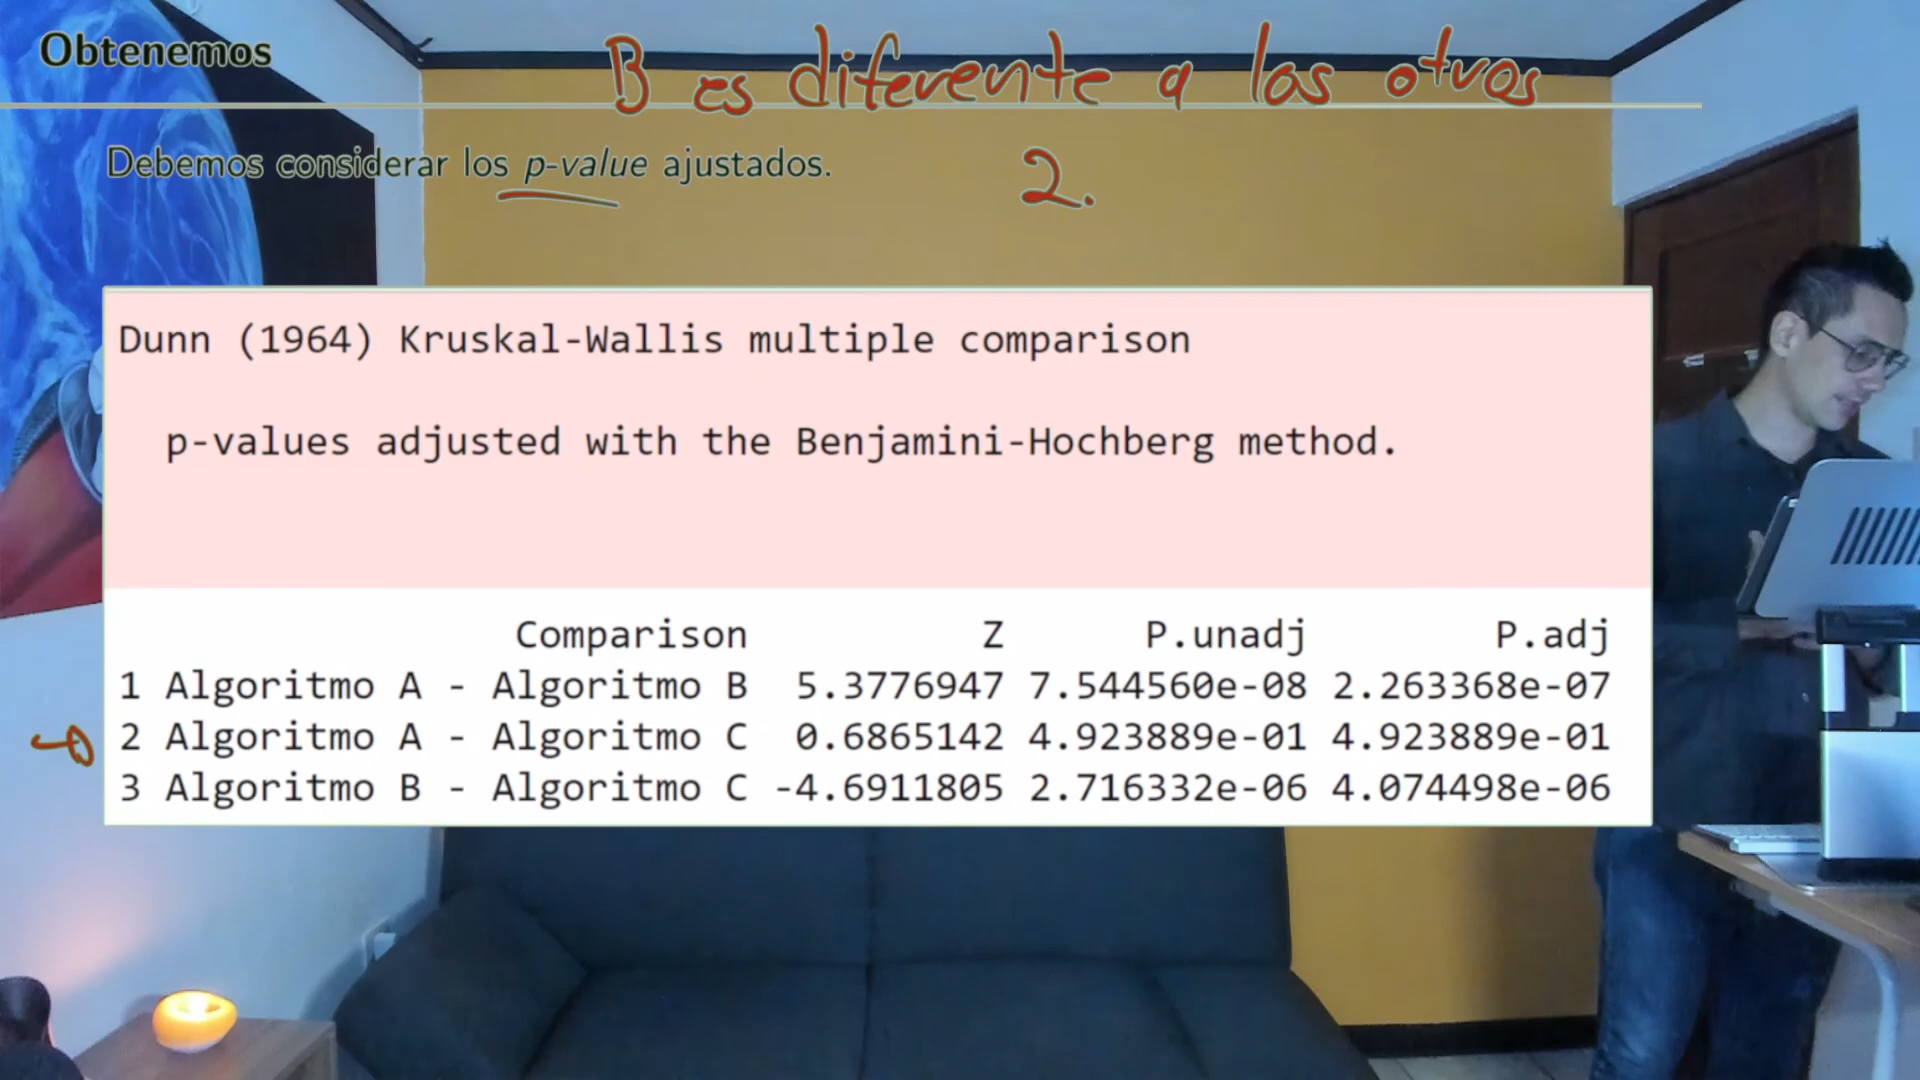 Obtenemos
B es diferente a los otros
2.
Debemos considerar los p-value ajustados.
Dunn (1964) Kruskal-Wallis multiple comparison
p-values adjusted with the Benjamini-Hochberg method.
Comparison Z P.unadj P.adj
1 Algoritmo A - Algoritmo B 5.3776947 7.544560e-08 2.263368e-07
2 Algoritmo A - Algoritmo C 0.6865142 4.923889e-01 4.923889e-01
3 Algoritmo B - Algoritmo C -4.6911805 2.716332e-06 4.074498e-06